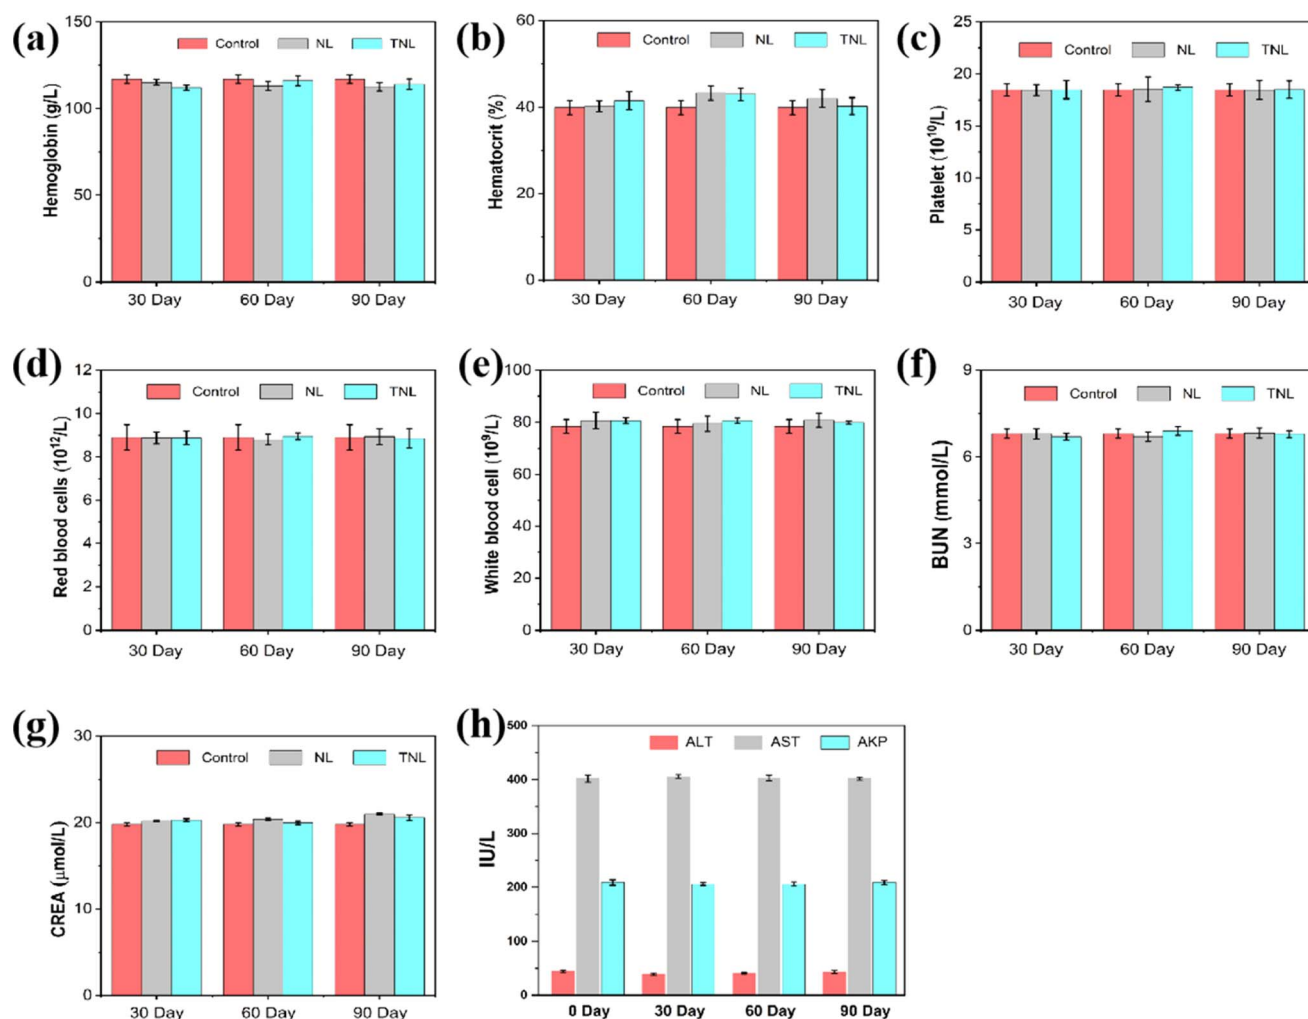 (a)
Control NL TNL
Hemoglobin (g/L)
150
100
50
0
30 Day 60 Day 90 Day
(b)
Control NL TNL
Hematocrit (%)
60
40
20
0
30 Day 60 Day 90 Day
(c)
Control NL TNL
Platelet (10¹⁰/L)
25
20
15
10
5
0
30 Day 60 Day 90 Day
(d)
Control NL TNL
Red blood cells (10¹²/L)
12
10
8
6
4
2
0
30 Day 60 Day 90 Day
(e)
Control NL TNL
White blood cell (10⁹/L)
100
80
60
40
20
0
30 Day 60 Day 90 Day
(f)
Control NL TNL
BUN (mmol/L)
9
6
3
0
30 Day 60 Day 90 Day
(g)
Control NL TNL
CREA (μmol/L)
30
20
10
0
30 Day 60 Day 90 Day
(h)
ALT AST AKP
IU/L
500
400
300
200
100
50
0
0 Day 30 Day 60 Day 90 Day